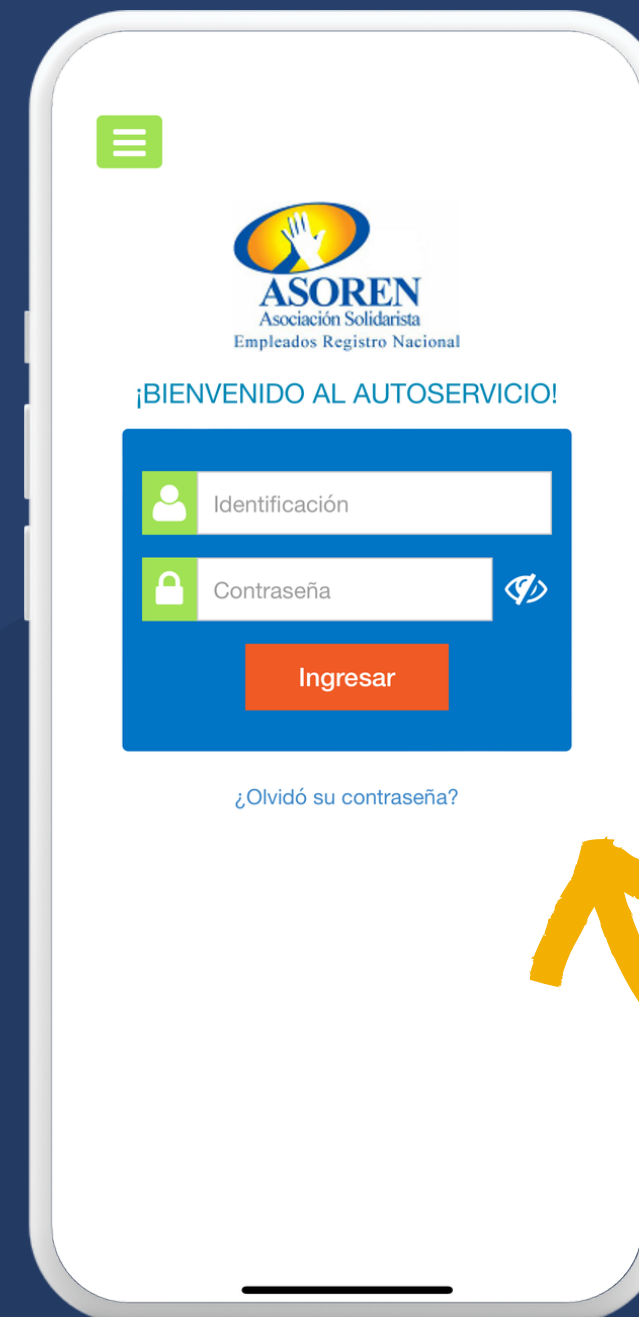 ASOREN
Asociación Solidarista
Empleados Registro Nacional
¡BIENVENIDO AL AUTOSERVICIO!
Identificación
Contraseña
Ingresar
¿Olvidó su contraseña?